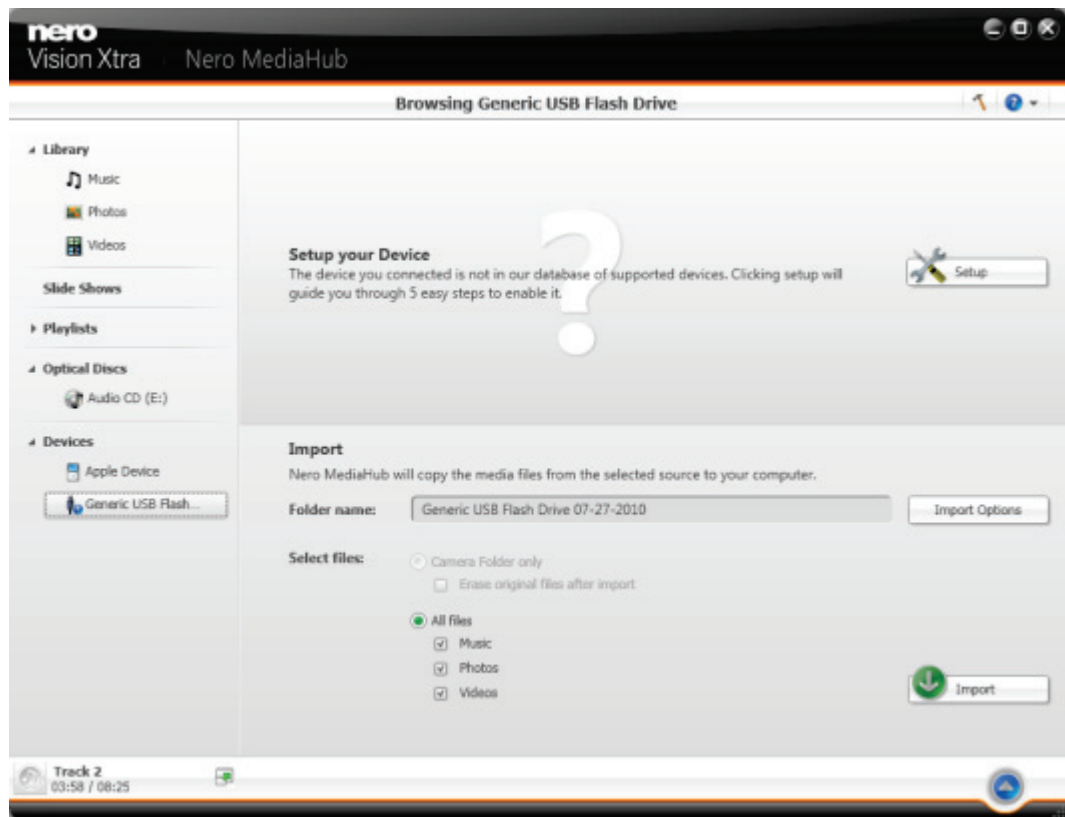 nero
Vision Xtra Nero MediaHub
Browsing Generic USB Flash Drive
Library
Music
Photos
Videos
Slide Shows
Playlists
Optical Discs
Audio CD (E:)
Devices
Apple Device
Generic USB Flash...
Setup your Device
The device you connected is not in our database of supported devices. Clicking setup will
guide you through 5 easy steps to enable it.
Setup
?
Import
Nero MediaHub will copy the media files from the selected source to your computer.
Folder name: Generic USB Flash Drive 07-27-2010 Import Options
Select files: Camera Folder only
Erase original files after import
All files
Music
Photos
Videos
Import
Track 2
03:58 / 08:25